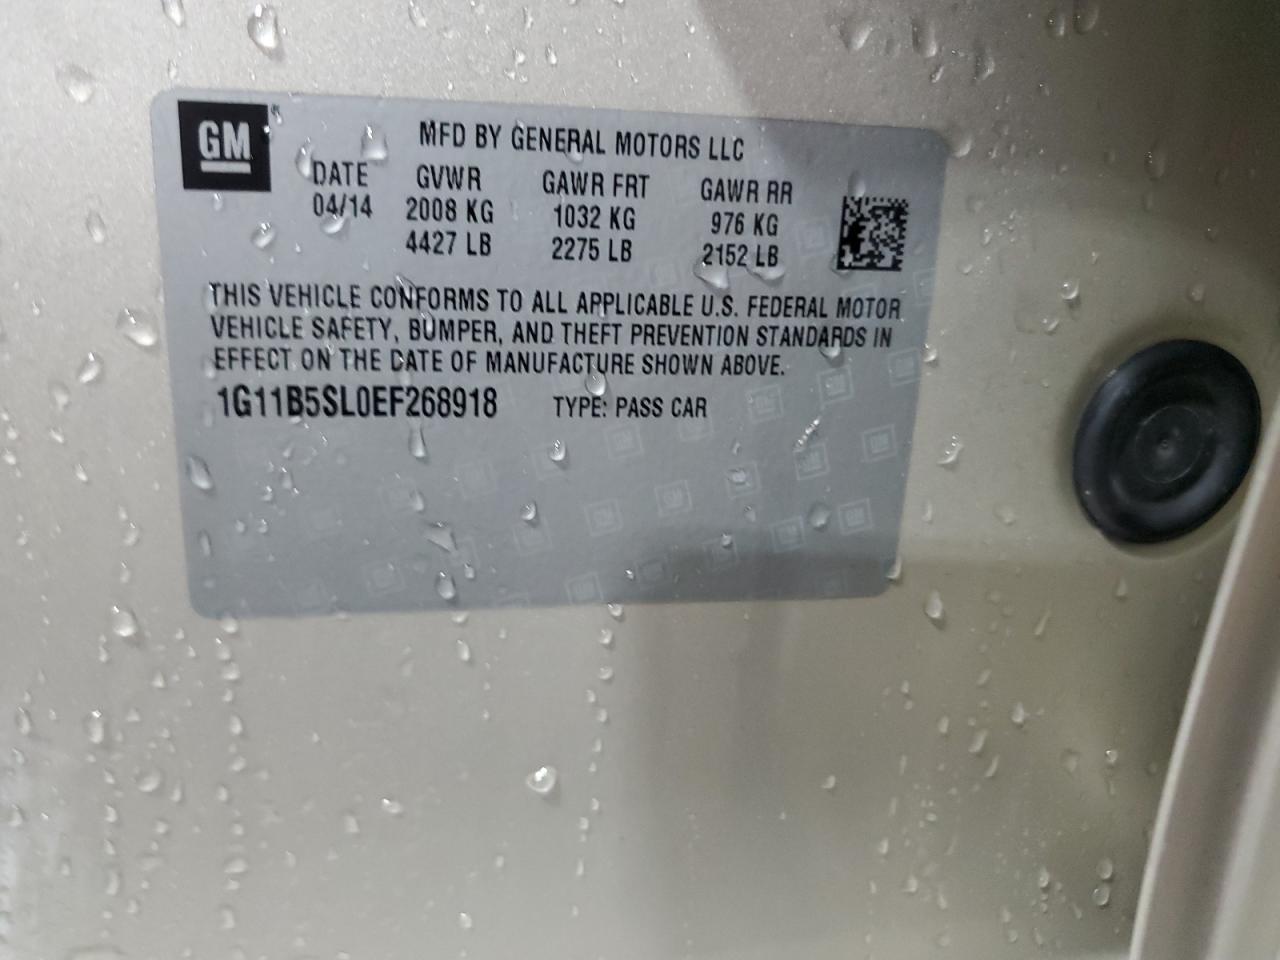 GM®
MFD BY GENERAL MOTORS LLC
DATE GVWR GAWR FRT GAWR RR
04/14 2008 KG 1032 KG 976 KG
4427 LB 2275 LB 2152 LB
THIS VEHICLE CONFORMS TO ALL APPLICABLE U.S. FEDERAL MOTOR
VEHICLE SAFETY, BUMPER, AND THEFT PREVENTION STANDARDS IN
EFFECT ON THE DATE OF MANUFACTURE SHOWN ABOVE.
1G11B5SL0EF268918 TYPE: PASS CAR